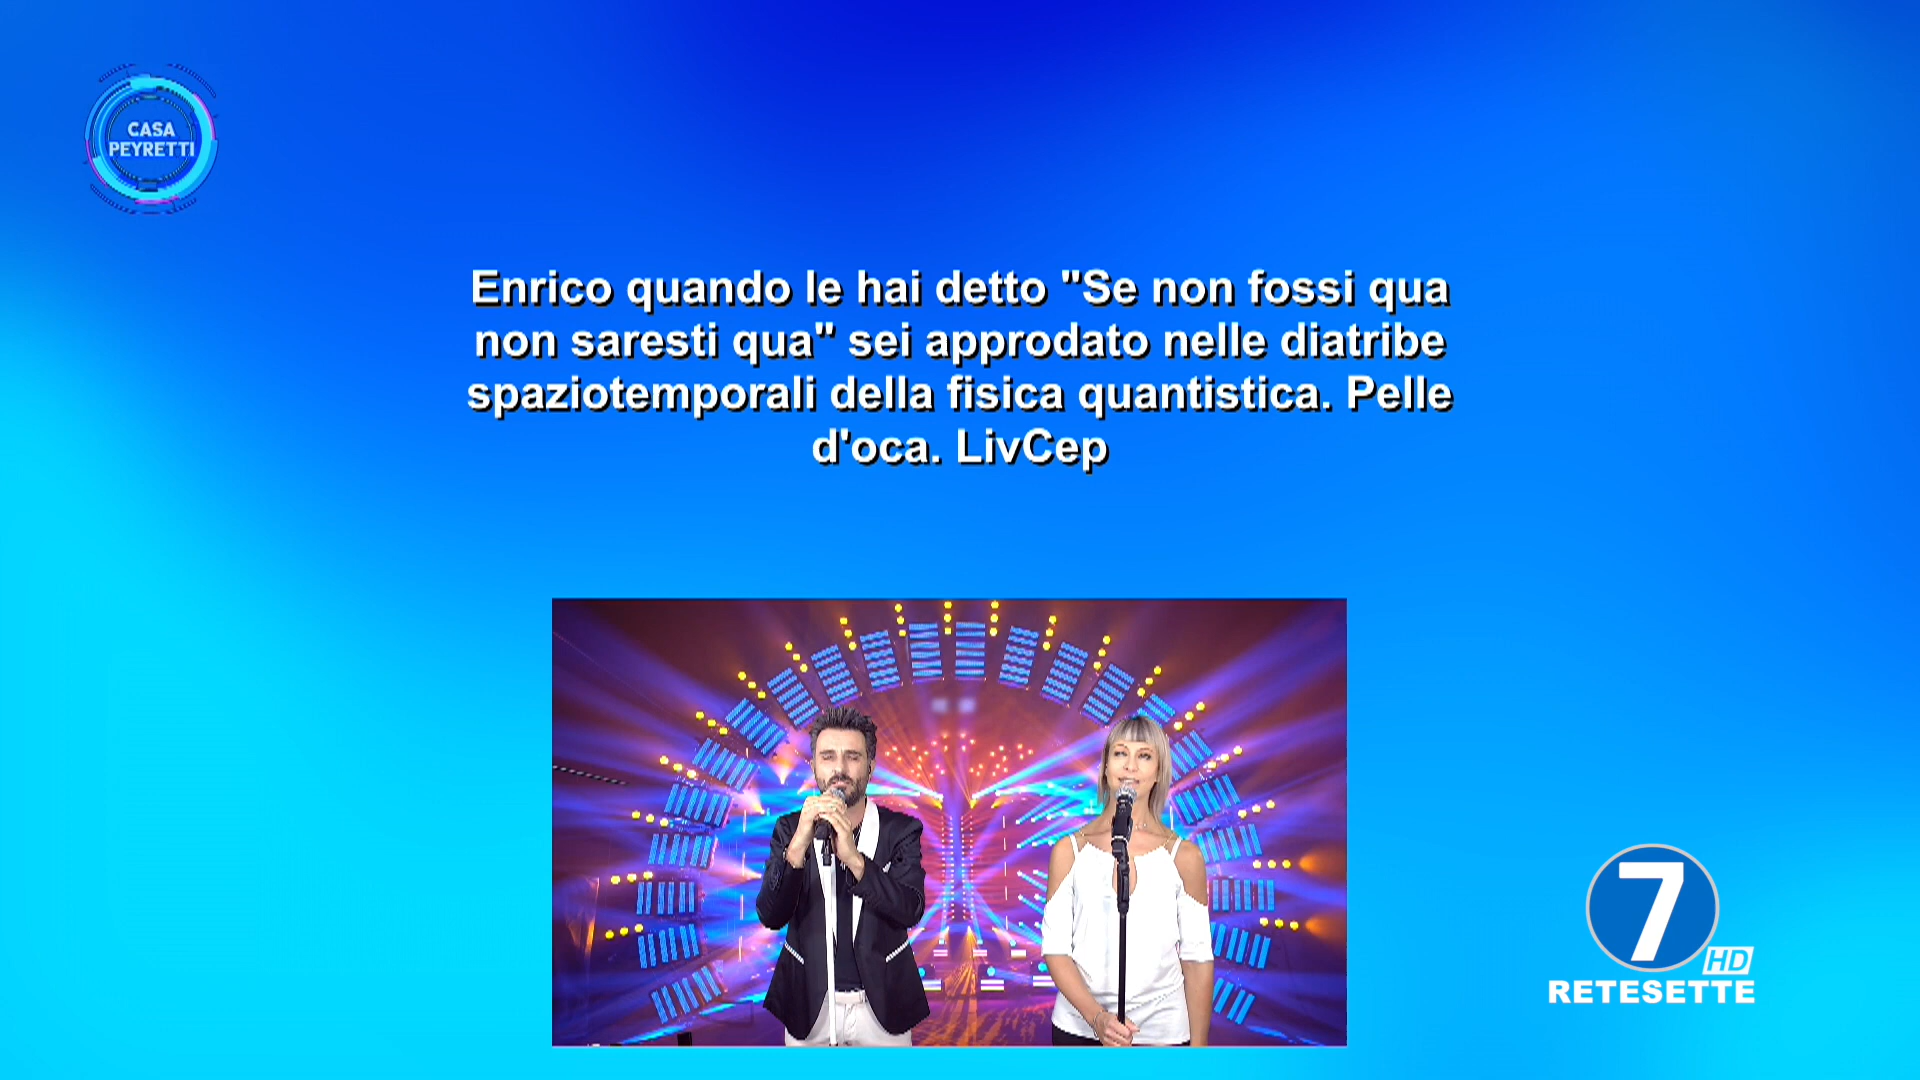 CASA
PEYRETTI
Enrico quando le hai detto "Se non fossi qua
non saresti qua" sei approdato nelle diatribe
spaziotemporali della fisica quantistica. Pelle
d'oca. LivCep
7
HD
RETESETTE